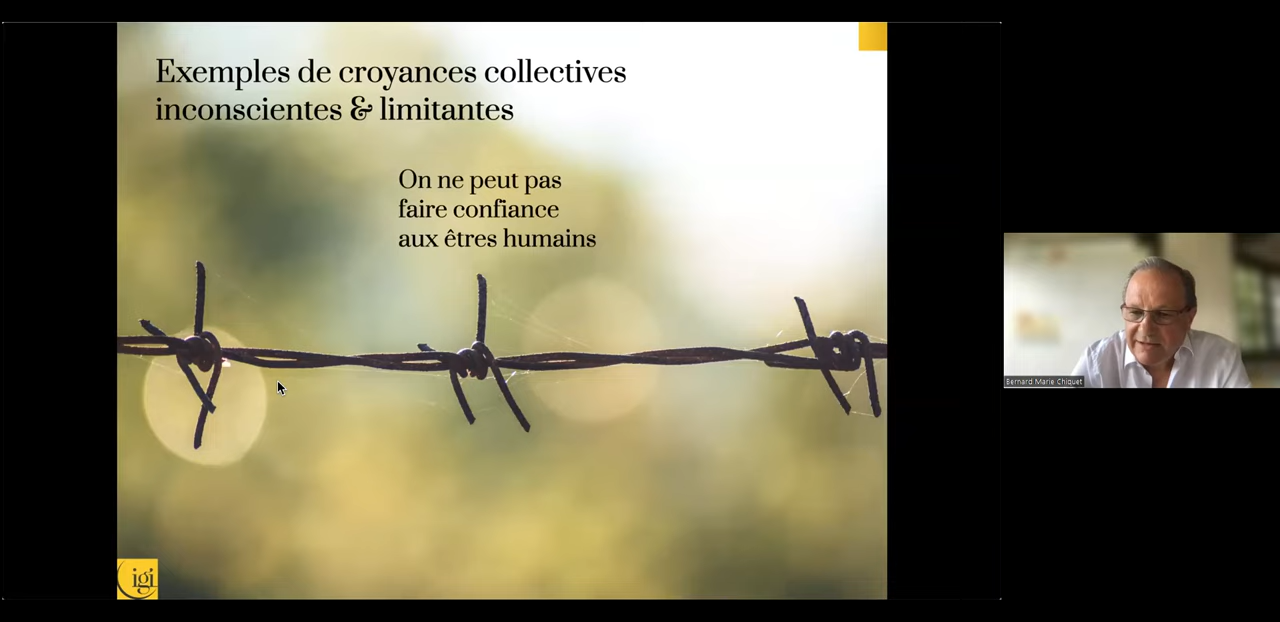 Exemples de croyances collectives
inconscientes & limitantes
On ne peut pas
faire confiance
aux êtres humains
igi
Bernard Marie Chiquet